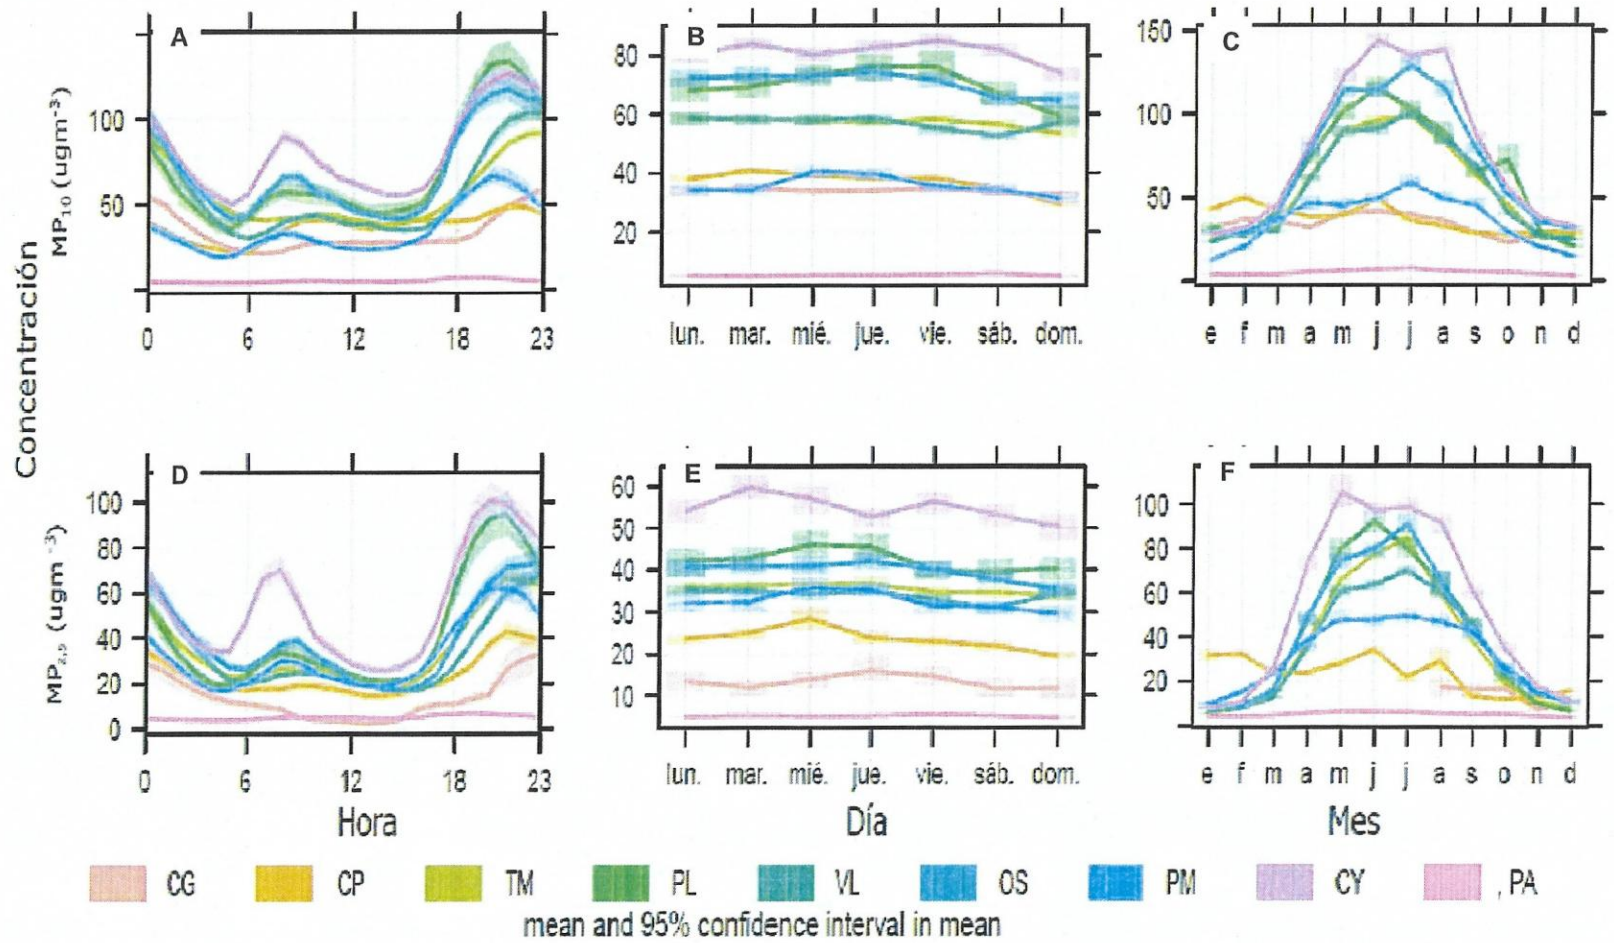 Concentración
MP10 (ugm-3)
A
100
50
0 6 12 18 23
B
80
60
40
20
lun. mar. mié. jue. vie. sáb. dom.
C
150
100
50
e f m a m j j a s o n d
MP2,5 (ugm -3)
D
100
80
60
40
20
0
0 6 12 18 23
Hora
E
60
50
40
30
20
10
lun. mar. mié. jue. vie. sáb. dom.
Día
F
100
80
60
40
20
e f m a m j j a s o n d
Mes
CG CP TM PL VL OS PM CY , PA
mean and 95% confidence interval in mean